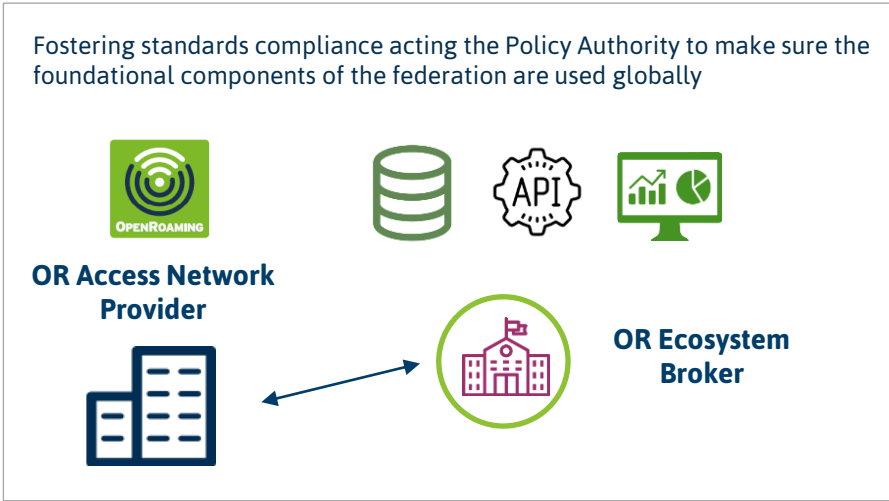 Fostering standards compliance acting the Policy Authority to make sure the
foundational components of the federation are used globally
OPENROAMING
API
OR Access Network
Provider
OR Ecosystem
Broker